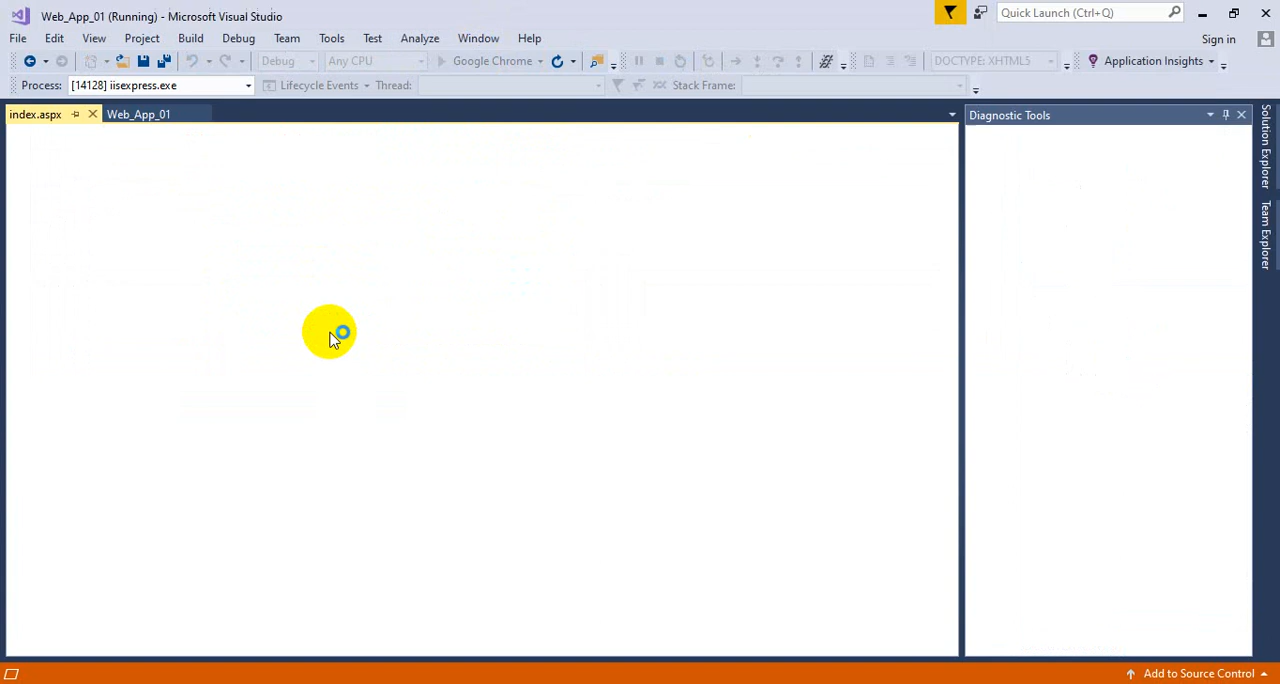 Web_App_01 (Running) - Microsoft Visual Studio
Quick Launch (Ctrl+Q)
File Edit View Project Build Debug Team Tools Test Analyze Window Help
Sign in
Debug Any CPU Google Chrome DOCTYPE: XHTML5 Application Insights
Process: [14128] iisexpress.exe Lifecycle Events Thread: Stack Frame:
index.aspx Web_App_01
Diagnostic Tools
Solution Explorer
Team Explorer
Add to Source Control